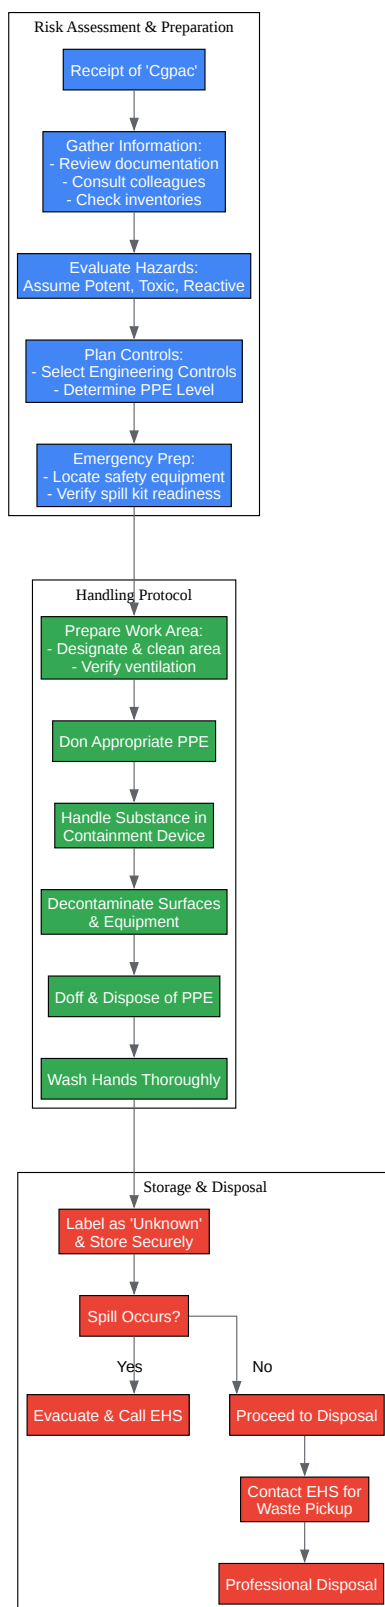 Risk Assessment & Preparation
Receipt of 'Cgpac'
Gather Information:
- Review documentation
- Consult colleagues
- Check inventories
Evaluate Hazards:
Assume Potent, Toxic, Reactive
Plan Controls:
- Select Engineering Controls
- Determine PPE Level
Emergency Prep:
- Locate safety equipment
- Verify spill kit readiness
Handling Protocol
Prepare Work Area:
- Designate & clean area
- Verify ventilation
Don Appropriate PPE
Handle Substance in
Containment Device
Decontaminate Surfaces
& Equipment
Doff & Dispose of PPE
Wash Hands Thoroughly
Storage & Disposal
Label as 'Unknown'
& Store Securely
Spill Occurs?
Yes
No
Evacuate & Call EHS
Proceed to Disposal
Contact EHS for
Waste Pickup
Professional Disposal